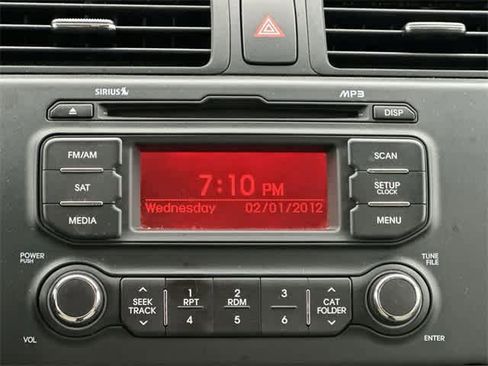 SIRIUS
MP3
DISP
FM/AM
SCAN
7:10 PM
SAT
SETUP
CLOCK
Wednesday 02/01/2012
MEDIA
MENU
POWER
PUSH
TUNE
FILE
SEEK
TRACK
1
RPT
4
2
RDM
5
3
6
CAT
FOLDER
VOL
ENTER